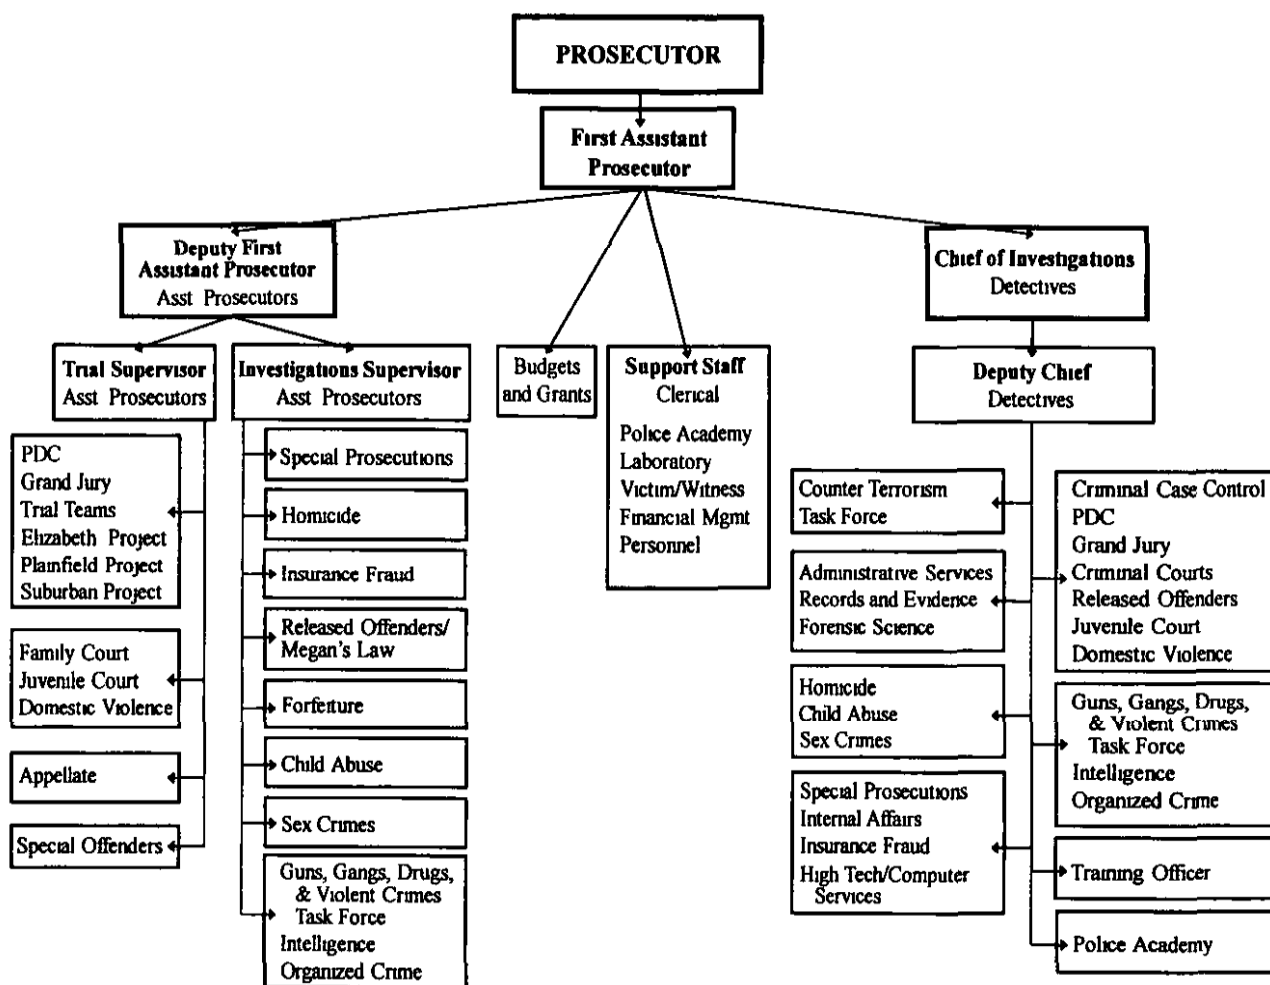 PROSECUTOR
First Assistant
Prosecutor
Deputy First
Assistant Prosecutor
Asst Prosecutors
Chief of Investigations
Detectives
Trial Supervisor
Asst Prosecutors
Investigations Supervisor
Asst Prosecutors
Budgets
and Grants
Support Staff
Clerical
Police Academy
Laboratory
Victim/Witness
Financial Mgmt
Personnel
Deputy Chief
Detectives
PDC
Grand Jury
Trial Teams
Elizabeth Project
Plainfield Project
Suburban Project
Family Court
Juvenile Court
Domestic Violence
Appellate
Special Offenders
Special Prosecutions
Homicide
Insurance Fraud
Released Offenders/
Megan's Law
Forfeiture
Child Abuse
Sex Crimes
Guns, Gangs, Drugs,
& Violent Crimes
Task Force
Intelligence
Organized Crime
Counter Terrorism
Task Force
Administrative Services
Records and Evidence
Forensic Science
Homicide
Child Abuse
Sex Crimes
Special Prosecutions
Internal Affairs
Insurance Fraud
High Tech/Computer
Services
Criminal Case Control
PDC
Grand Jury
Criminal Courts
Released Offenders
Juvenile Court
Domestic Violence
Guns, Gangs, Drugs,
& Violent Crimes
Task Force
Intelligence
Organized Crime
Training Officer
Police Academy